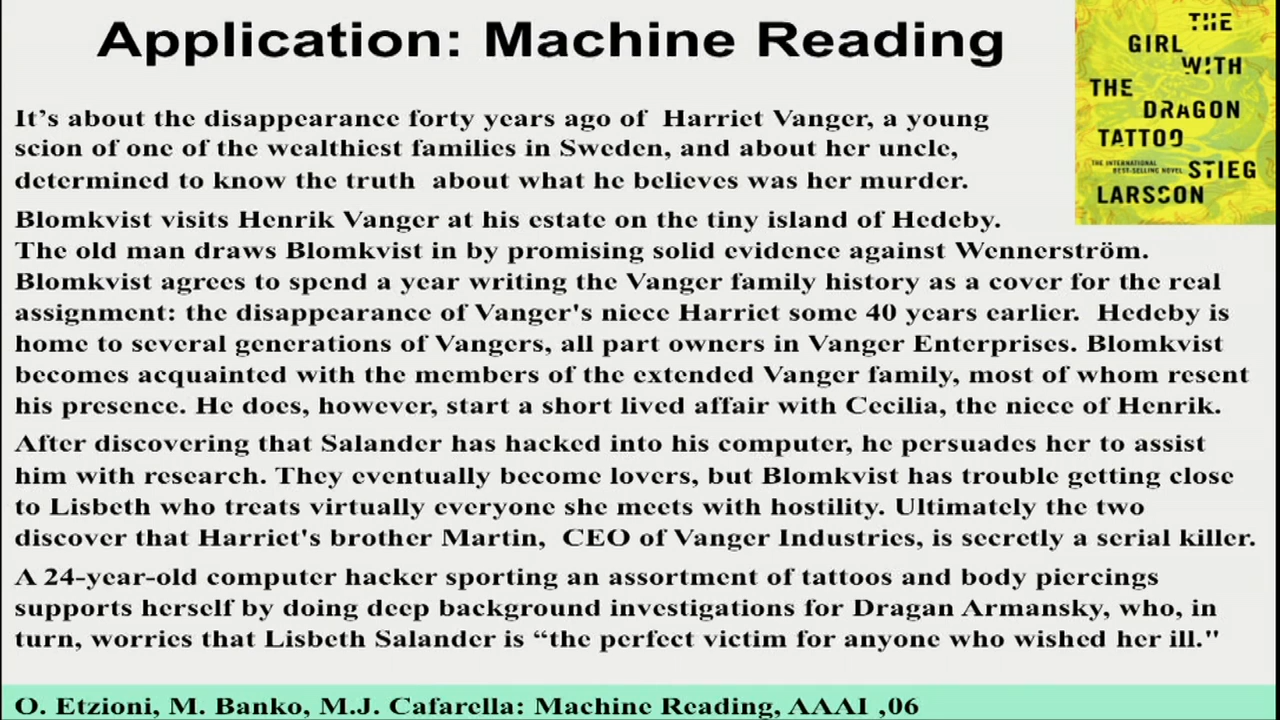 Application: Machine Reading
THE
GIRL
WITH
THE
DRAGON
TATTOO
THE INTERNATIONAL
BEST-SELLING NOVEL
STIEG
LARSSON
It's about the disappearance forty years ago of Harriet Vanger, a young
scion of one of the wealthiest families in Sweden, and about her uncle,
determined to know the truth about what he believes was her murder.
Blomkvist visits Henrik Vanger at his estate on the tiny island of Hedeby.
The old man draws Blomkvist in by promising solid evidence against Wennerström.
Blomkvist agrees to spend a year writing the Vanger family history as a cover for the real
assignment: the disappearance of Vanger's niece Harriet some 40 years earlier. Hedeby is
home to several generations of Vangers, all part owners in Vanger Enterprises. Blomkvist
becomes acquainted with the members of the extended Vanger family, most of whom resent
his presence. He does, however, start a short lived affair with Cecilia, the niece of Henrik.
After discovering that Salander has hacked into his computer, he persuades her to assist
him with research. They eventually become lovers, but Blomkvist has trouble getting close
to Lisbeth who treats virtually everyone she meets with hostility. Ultimately the two
discover that Harriet's brother Martin, CEO of Vanger Industries, is secretly a serial killer.
A 24-year-old computer hacker sporting an assortment of tattoos and body piercings
supports herself by doing deep background investigations for Dragan Armansky, who, in
turn, worries that Lisbeth Salander is “the perfect victim for anyone who wished her ill."
O. Etzioni, M. Banko, M.J. Cafarella: Machine Reading, AAAI ,06